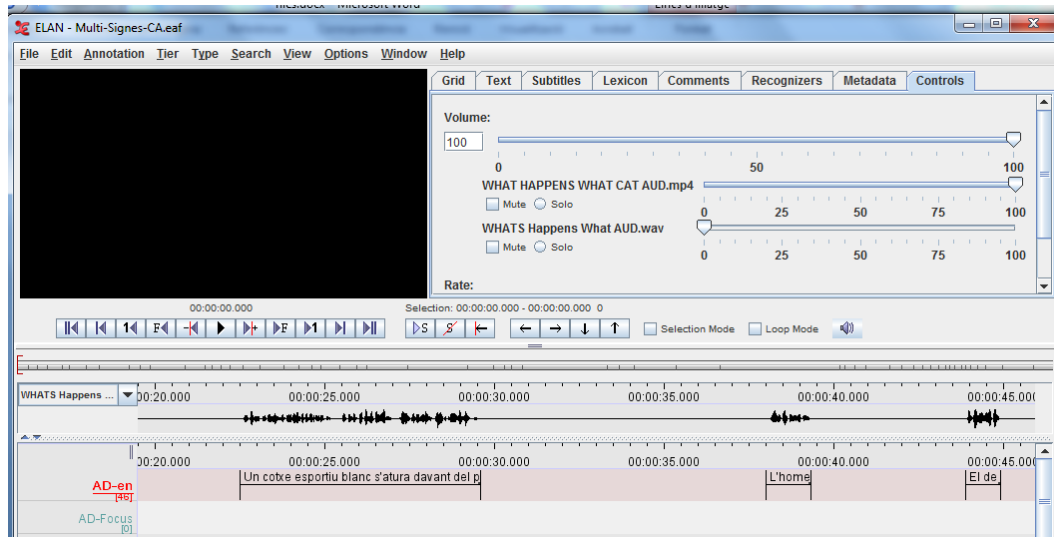 ELAN - Multi-Signes-CA.eaf
File Edit Annotation Tier Type Search View Options Window Help
Grid Text Subtitles Lexicon Comments Recognizers Metadata Controls
Volume:
100
0 50 100
WHAT HAPPENS WHAT CAT AUD.mp4
Mute Solo
0 25 50 75 100
WHATS Happens What AUD.wav
Mute Solo
0 25 50 75 100
Rate:
00:00:00.000
Selection: 00:00:00.000 - 00:00:00.000 0
1 F F 1 S S Selection Mode Loop Mode
WHATS Happens ...
00:20.000 00:00:25.000 00:00:30.000 00:00:35.000 00:00:40.000 00:00:45.000
00:20.000 00:00:25.000 00:00:30.000 00:00:35.000 00:00:40.000 00:00:45.000
AD-en
[46]
Un cotxe esportiu blanc s'atura davant del p
L'home
El de
AD-Focus
[0]